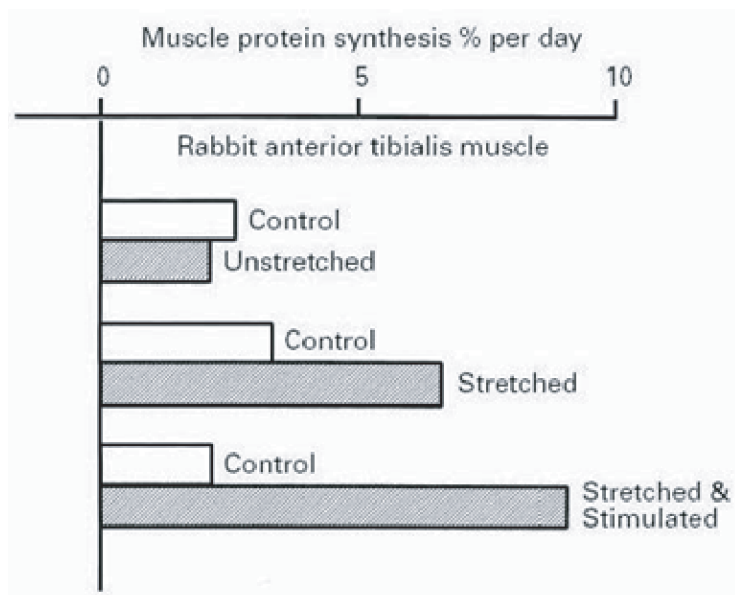 Muscle protein synthesis % per day
0 5 10
Rabbit anterior tibialis muscle
Control
Unstretched
Control
Stretched
Control
Stretched &
Stimulated